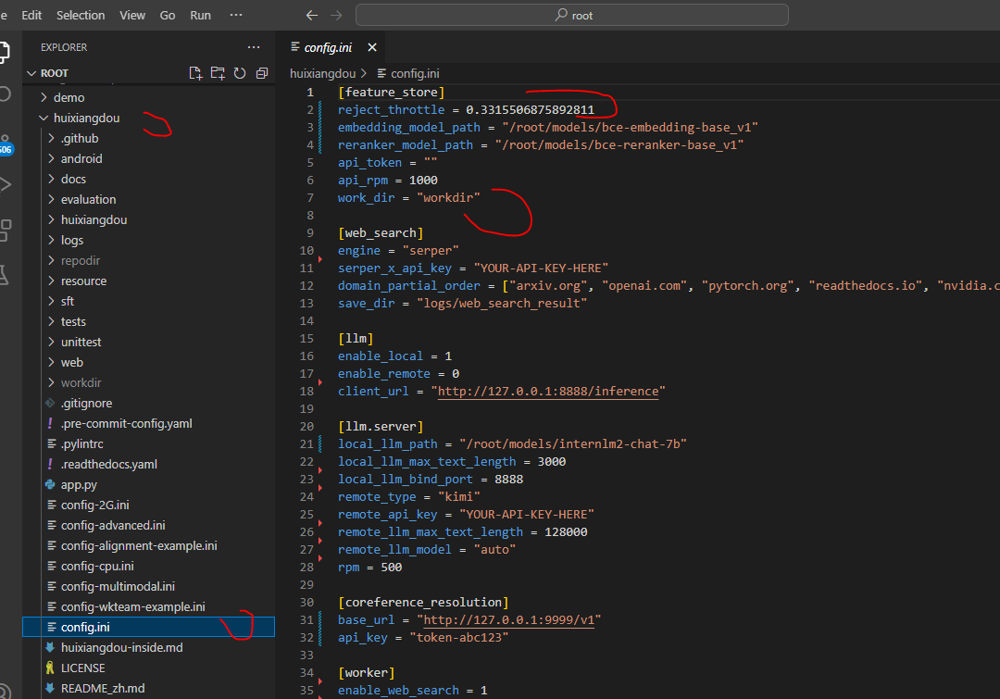 e Edit Selection View Go Run ··· root
EXPLORER ···
ROOT
demo
huixiangdou
.github
android
docs
evaluation
huixiangdou
logs
repodir
resource
sft
tests
unittest
web
workdir
.gitignore
! .pre-commit-config.yaml
.pylintrc
! .readthedocs.yaml
app.py
config-2G.ini
config-advanced.ini
config-alignment-example.ini
config-cpu.ini
config-multimodal.ini
config-wkteam-example.ini
config.ini
huixiangdou-inside.md
LICENSE
README_zh.md
506
config.ini
huixiangdou > config.ini
1 [feature_store]
2 reject_throttle = 0.3315506875892811
3 embedding_model_path = "/root/models/bce-embedding-base_v1"
4 reranker_model_path = "/root/models/bce-reranker-base_v1"
5 api_token = ""
6 api_rpm = 1000
7 work_dir = "workdir"
8
9 [web_search]
10 engine = "serper"
11 serper_x_api_key = "YOUR-API-KEY-HERE"
12 domain_partial_order = ["arxiv.org", "openai.com", "pytorch.org", "readthedocs.io", "nvidia.c
13 save_dir = "logs/web_search_result"
14
15 [llm]
16 enable_local = 1
17 enable_remote = 0
18 client_url = "http://127.0.0.1:8888/inference"
19
20 [llm.server]
21 local_llm_path = "/root/models/internlm2-chat-7b"
22 local_llm_max_text_length = 3000
23 local_llm_bind_port = 8888
24 remote_type = "kimi"
25 remote_api_key = "YOUR-API-KEY-HERE"
26 remote_llm_max_text_length = 128000
27 remote_llm_model = "auto"
28 rpm = 500
29
30 [coreference_resolution]
31 base_url = "http://127.0.0.1:9999/v1"
32 api_key = "token-abc123"
33
34 [worker]
35 enable_web_search = 1